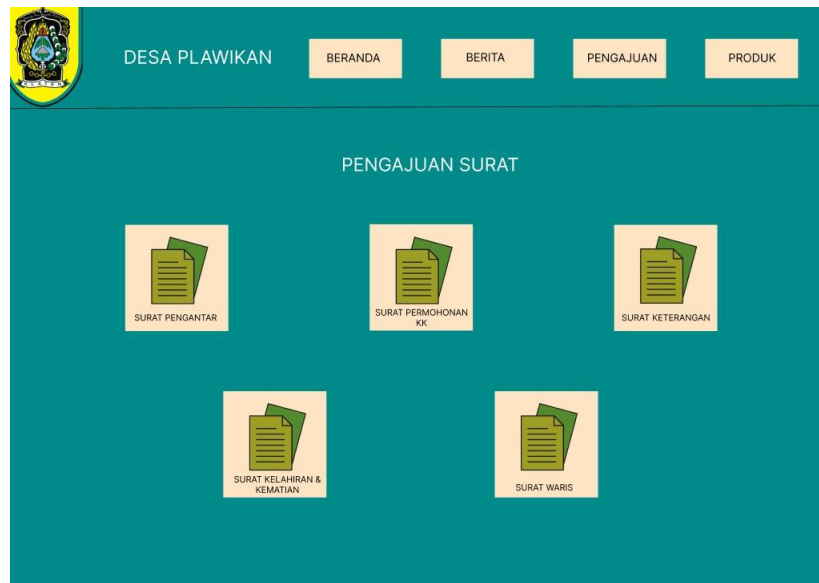 KLATEN
DESA PLAWIKAN
BERANDA
BERITA
PENGAJUAN
PRODUK
PENGAJUAN SURAT
SURAT PENGANTAR
SURAT PERMOHONAN
KK
SURAT KETERANGAN
SURAT KELAHIRAN &
KEMATIAN
SURAT WARIS